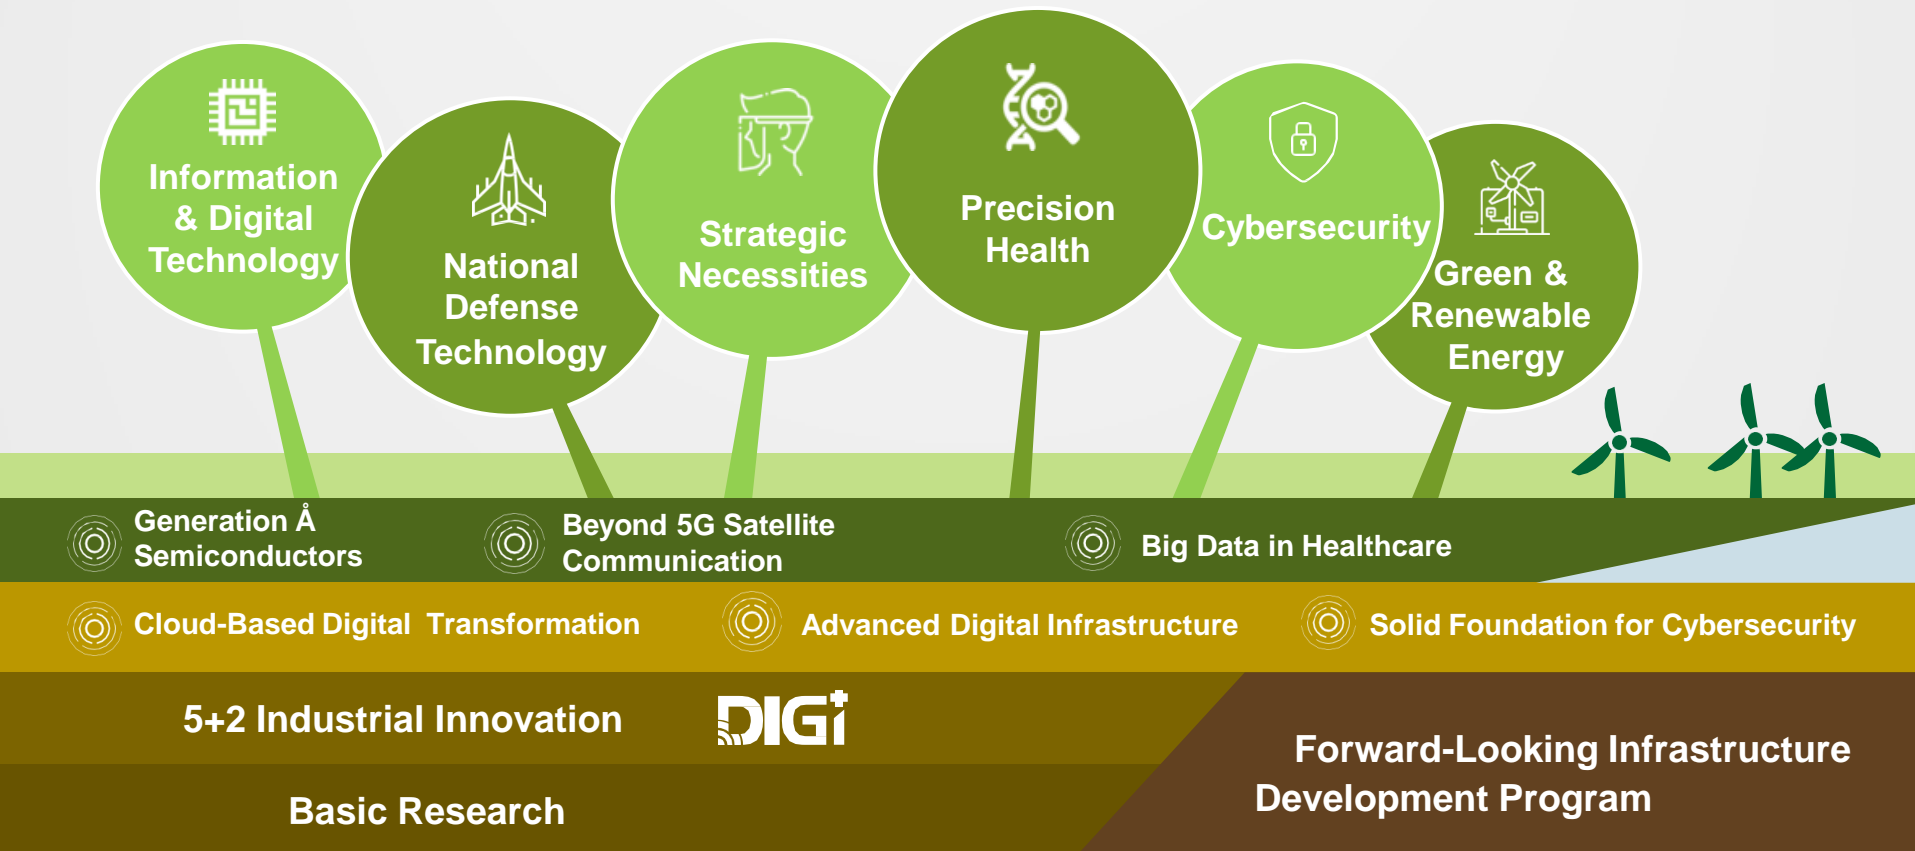 Information
& Digital
Technology
National
Defense
Technology
Strategic
Necessities
Precision
Health
Cybersecurity
Green &
Renewable
Energy
Generation Å
Semiconductors
Beyond 5G Satellite
Communication
Big Data in Healthcare
Cloud-Based Digital Transformation
Advanced Digital Infrastructure
Solid Foundation for Cybersecurity
5+2 Industrial Innovation
DIGi+
Forward-Looking Infrastructure
Development Program
Basic Research